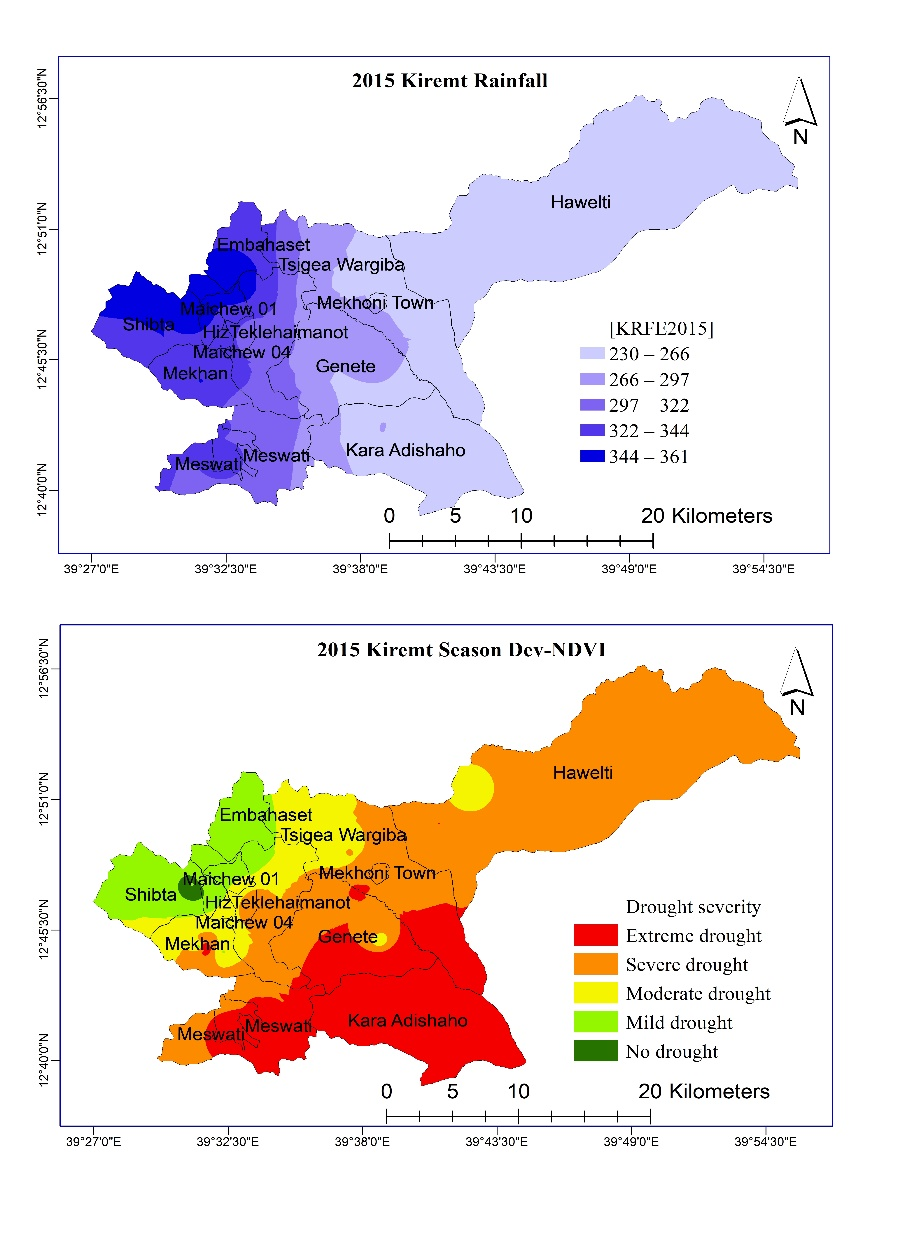 2015 Kiremt Rainfall
12°56'30"N
N
Hawelti
12°51'0"N
Embahaset
Tsigea Wargiba
Maichew 01
Mekhoni Town
Shibta
HizTeklehaimanot
[KRFE2015]
Maichew 04
230 – 266
12°45'30"N
Mekhan
Genete
266 – 297
297 322
322 – 344
Meswati
Meswati
Kara Adishaho
344 – 361
12°40'0"N
0 5 10 20 Kilometers
39°27'0"E 39°32'30"E 39°38'0"E 39°43'30"E 39°49'0"E 39°54'30"E
2015 Kiremt Season Dev-NDVI
12°56'30"N
N
Hawelti
12°51'0"N
Embahaset
Tsigea Wargiba
Maichew 01
Mekhoni Town
Shibta
HizTeklehaimanot
Drought severity
Maichew 04
12°45'30"N
Mekhan
Genete
Extreme drought
Severe drought
Moderate drought
Meswati
Meswati
Kara Adishaho
Mild drought
No drought
12°40'0"N
0 5 10 20 Kilometers
39°27'0"E 39°32'30"E 39°38'0"E 39°43'30"E 39°49'0"E 39°54'30"E